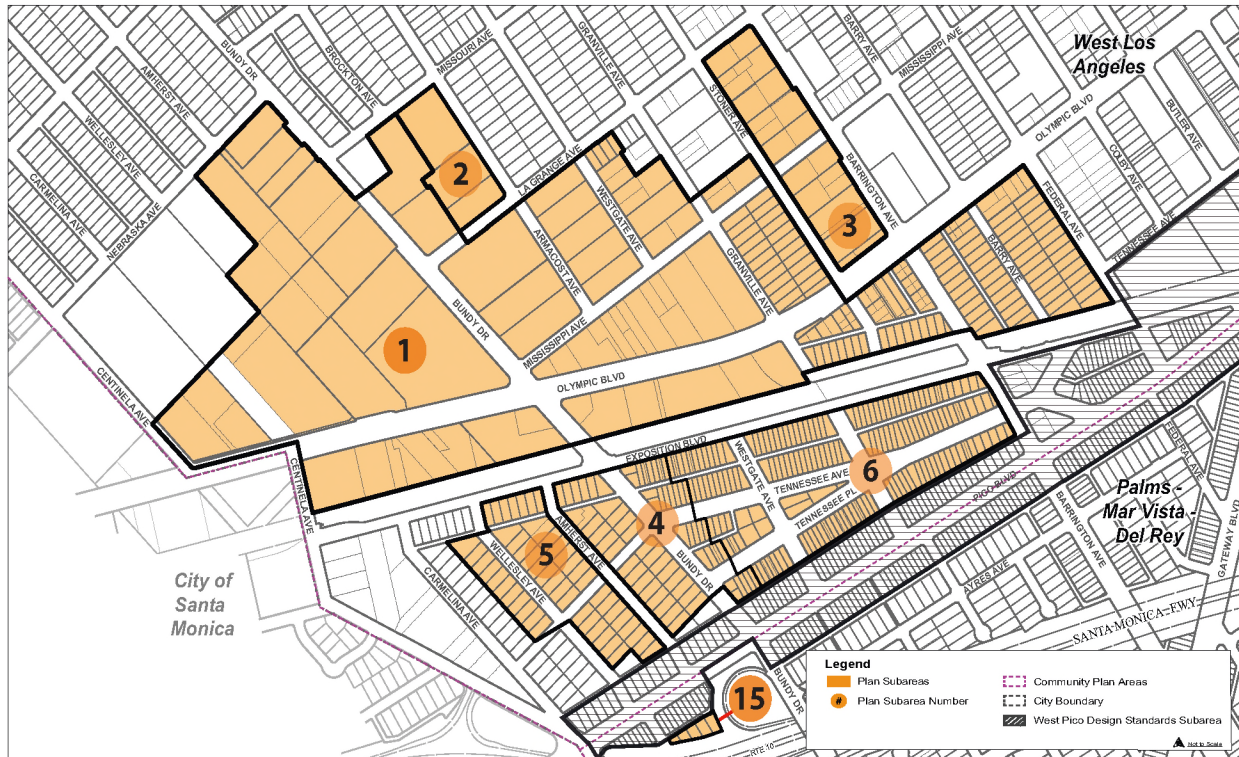 AMHERST AVE
BUNDY DR
BROCKTON AVE
MISSOURI AVE
GRANVILLE AVE
STONER AVE
BARRY AVE
MISSISSIPPI AVE
West Los
Angeles
OLYMPIC BLVD
COLBY AVE
BUTLER AVE
WELLESLEY AVE
CARMELINA AVE
NEBRASKA AVE
2
LA GRANGE AVE
WESTGATE AVE
BARRINGTON AVE
3
FEDERAL AVE
TENNESSEE AVE
ARMACOST AVE
GRANVILLE AVE
BARRY AVE
BUNDY DR
MISSISSIPPI AVE
1
CENTINELA AVE
OLYMPIC BLVD
CENTINELA AVE
EXPOSITION BLVD
WESTGATE AVE
TENNESSEE AVE
6
TENNESSEE PL
PICO BLVD
FEDERAL AVE
Palms -
Mar Vista -
Del Rey
BARRINGTON AVE
GATEWAY BLVD
4
5
AMHERST AVE
WELLESLEY AVE
BUNDY DR
CARMELINA AVE
AYRES AVE
City of
Santa
Monica
SANTA MONICA FWY
15
BUNDY DR
RTE 10
Legend
Plan Subareas
# Plan Subarea Number
Community Plan Areas
City Boundary
West Pico Design Standards Subarea
Not to Scale